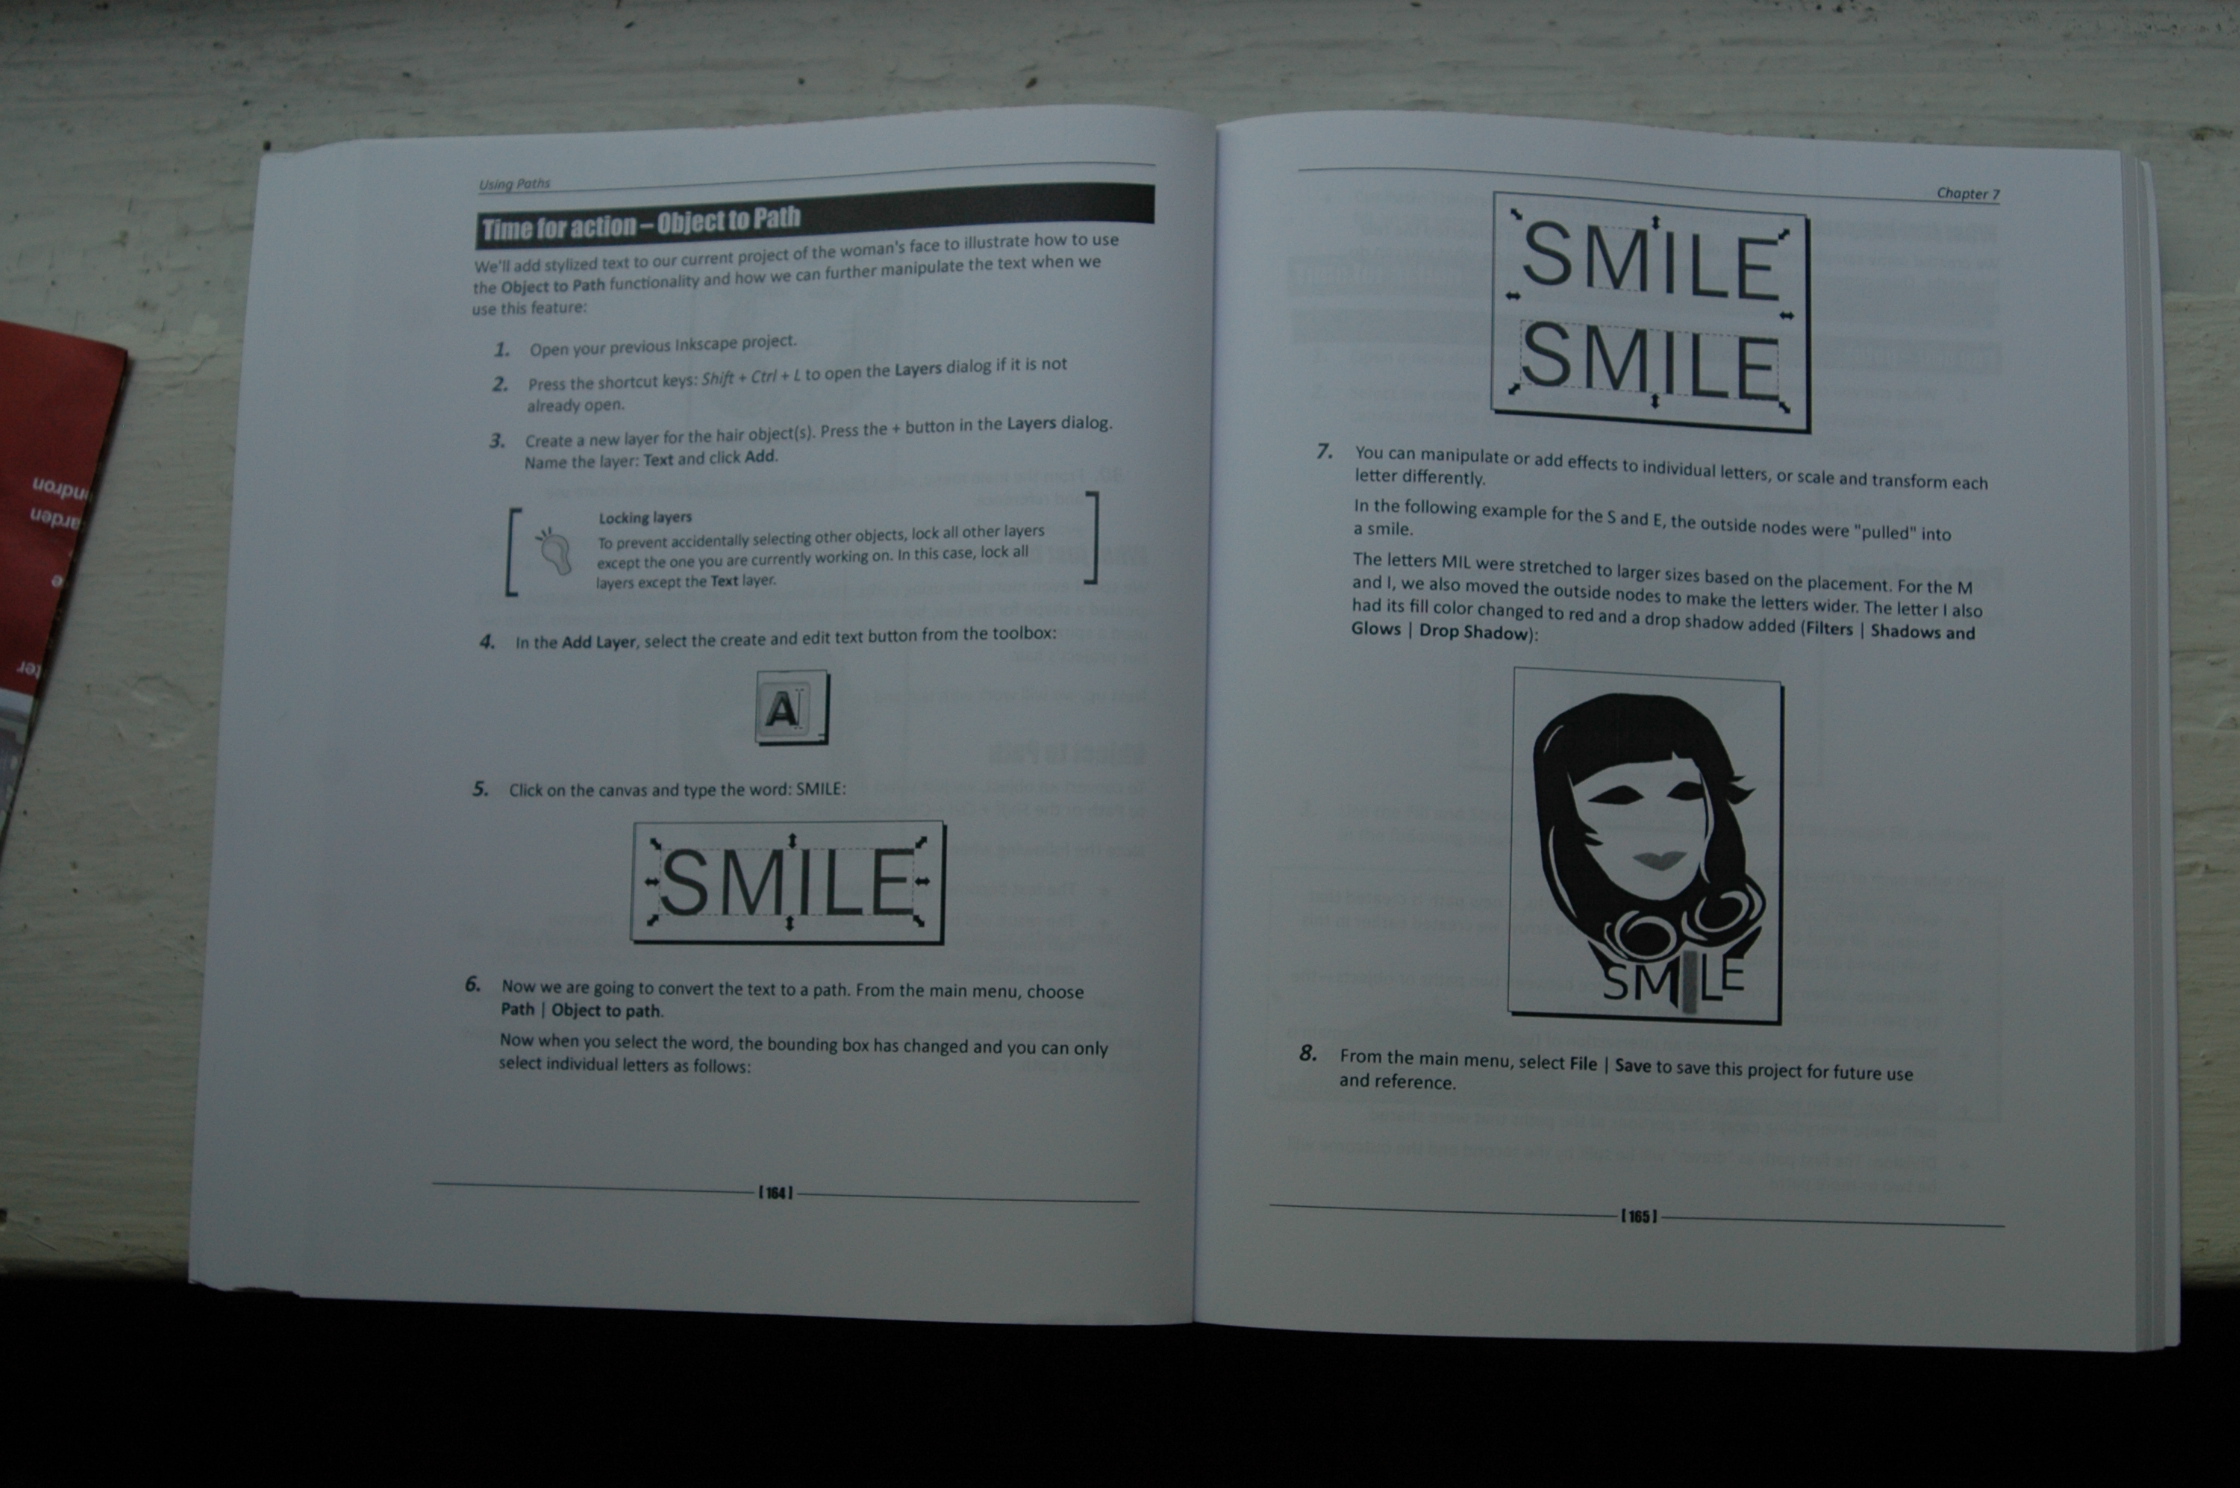 Using Paths
Time for action – Object to Path
We'll add stylized text to our current project of the woman's face to illustrate how to use
the Object to Path functionality and how we can further manipulate the text when we
use this feature:
1. Open your previous Inkscape project.
2. Press the shortcut keys: Shift + Ctrl + L to open the Layers dialog if it is not
already open.
3. Create a new layer for the hair object(s). Press the + button in the Layers dialog.
Name the layer: Text and click Add.
Locking layers
To prevent accidentally selecting other objects, lock all other layers
except the one you are currently working on. In this case, lock all
layers except the Text layer.
4. In the Add Layer, select the create and edit text button from the toolbox:
A
5. Click on the canvas and type the word: SMILE:
SMILE
6. Now we are going to convert the text to a path. From the main menu, choose
Path | Object to path.
Now when you select the word, the bounding box has changed and you can only
select individual letters as follows:
[ 164 ]
Chapter 7
SMILE
SMILE
7. You can manipulate or add effects to individual letters, or scale and transform each
letter differently.
In the following example for the S and E, the outside nodes were "pulled" into
a smile.
The letters MIL were stretched to larger sizes based on the placement. For the M
and I, we also moved the outside nodes to make the letters wider. The letter I also
had its fill color changed to red and a drop shadow added (Filters | Shadows and
Glows | Drop Shadow):
SMILE
8. From the main menu, select File | Save to save this project for future use
and reference.
[ 165 ]
ndron
arden
e
ter